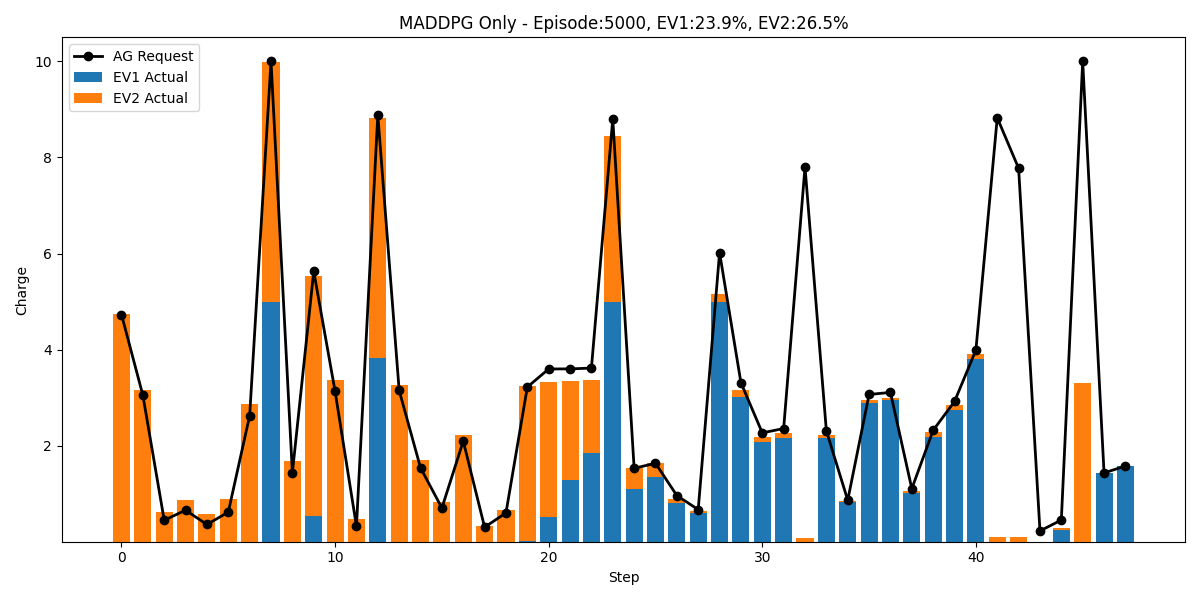 MADDPG Only - Episode:5000, EV1:23.9%, EV2:26.5%
AG Request
EV1 Actual
EV2 Actual
10
8
6
4
2
Charge
0 10 20 30 40
Step